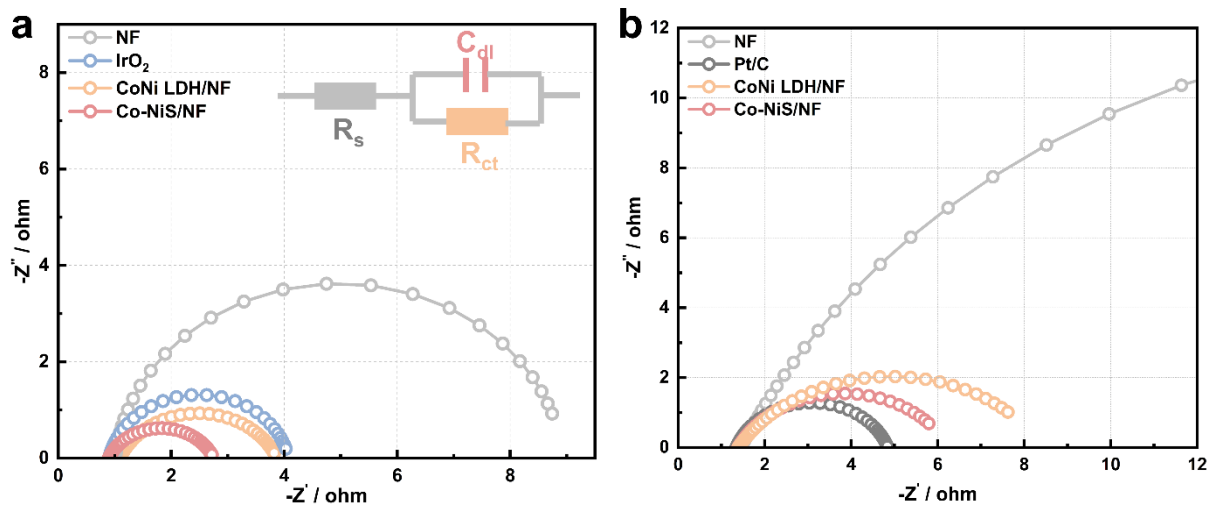 a
NF
IrO₂
CoNi LDH/NF
Co-NiS/NF
Cdl
Rs
Rct
-Z" / ohm
8
6
4
2
0
0 2 4 6 8
-Z' / ohm
b
NF
Pt/C
CoNi LDH/NF
Co-NiS/NF
-Z" / ohm
12
10
8
6
4
2
0
0 2 4 6 8 10 12
-Z' / ohm